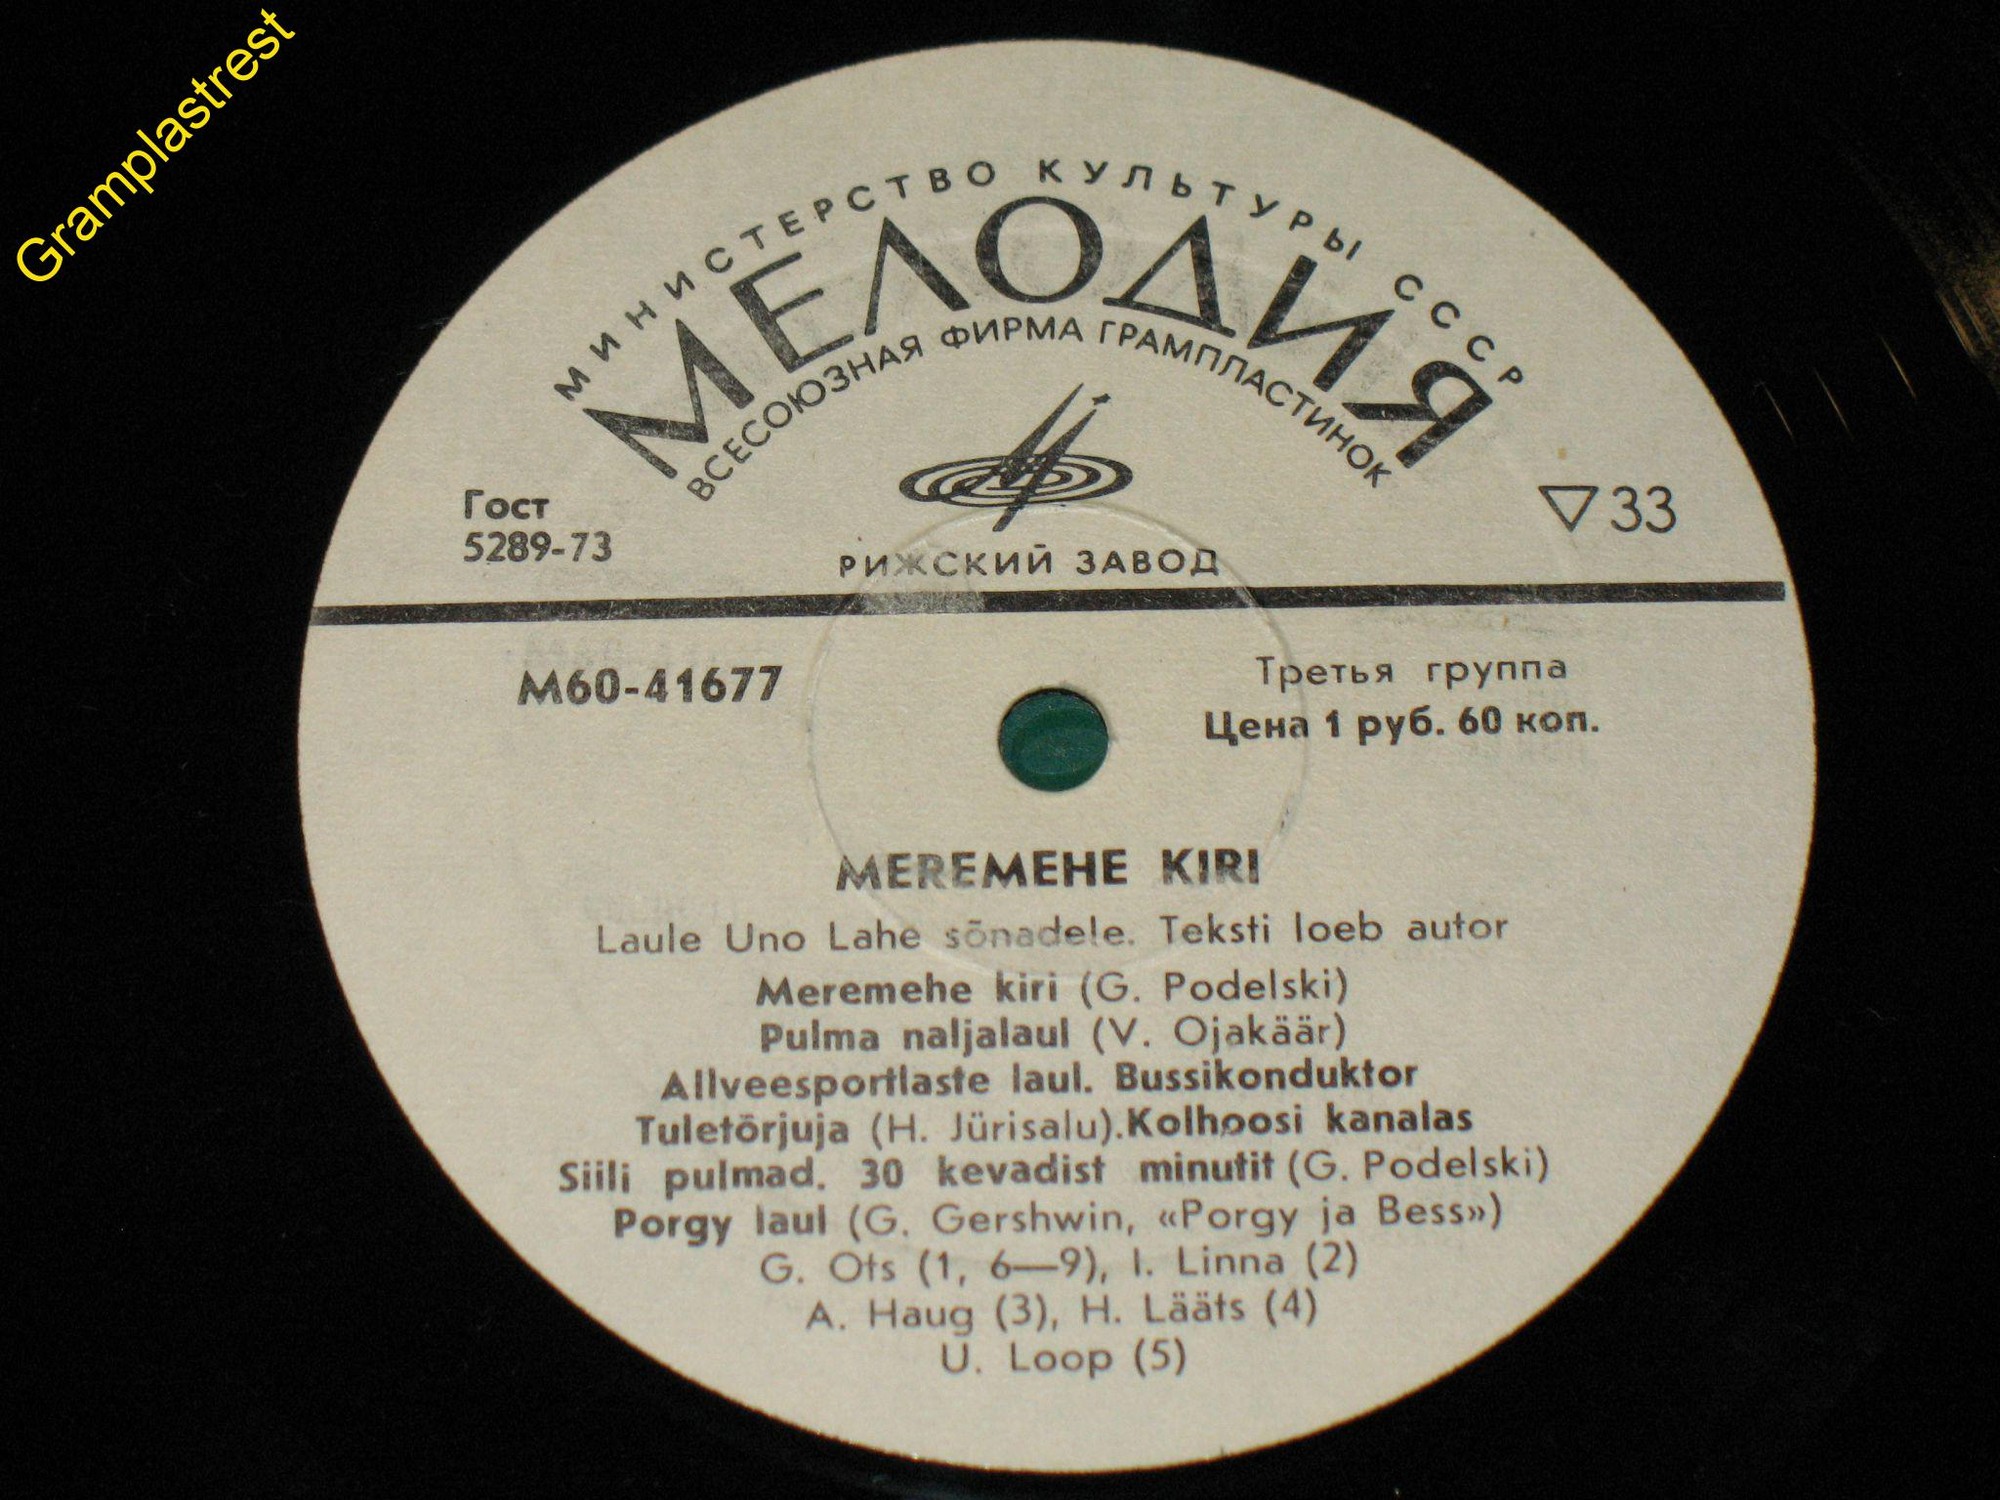 Gramplastrest
МИНИСТЕРСТВО КУЛЬТУРЫ СССР
МЕЛОДИЯ
ВСЕСОЮЗНАЯ ФИРМА ГРАМПЛАСТИНОК
Гост
5289-73
▽33
РИЖСКИЙ ЗАВОД
М60-41677
Третья группа
Цена 1 руб. 60 коп.
MEREMEHE KIRI
Laule Uno Lahe sõnadele. Teksti loeb autor
Meremehe kiri (G. Podelski)
Pulma naljalaul (V. Ojakäär)
Allveesportlaste laul. Bussikonduktor
Tuletõrjuja (H. Jürisalu).Kolhoosi kanalas
Siili pulmad. 30 kevadist minutit (G. Podelski)
Porgy laul (G. Gershwin, «Porgy ja Bess»)
G. Ots (1, 6—9), I. Linna (2)
A. Haug (3), H. Lääts (4)
U. Loop (5)